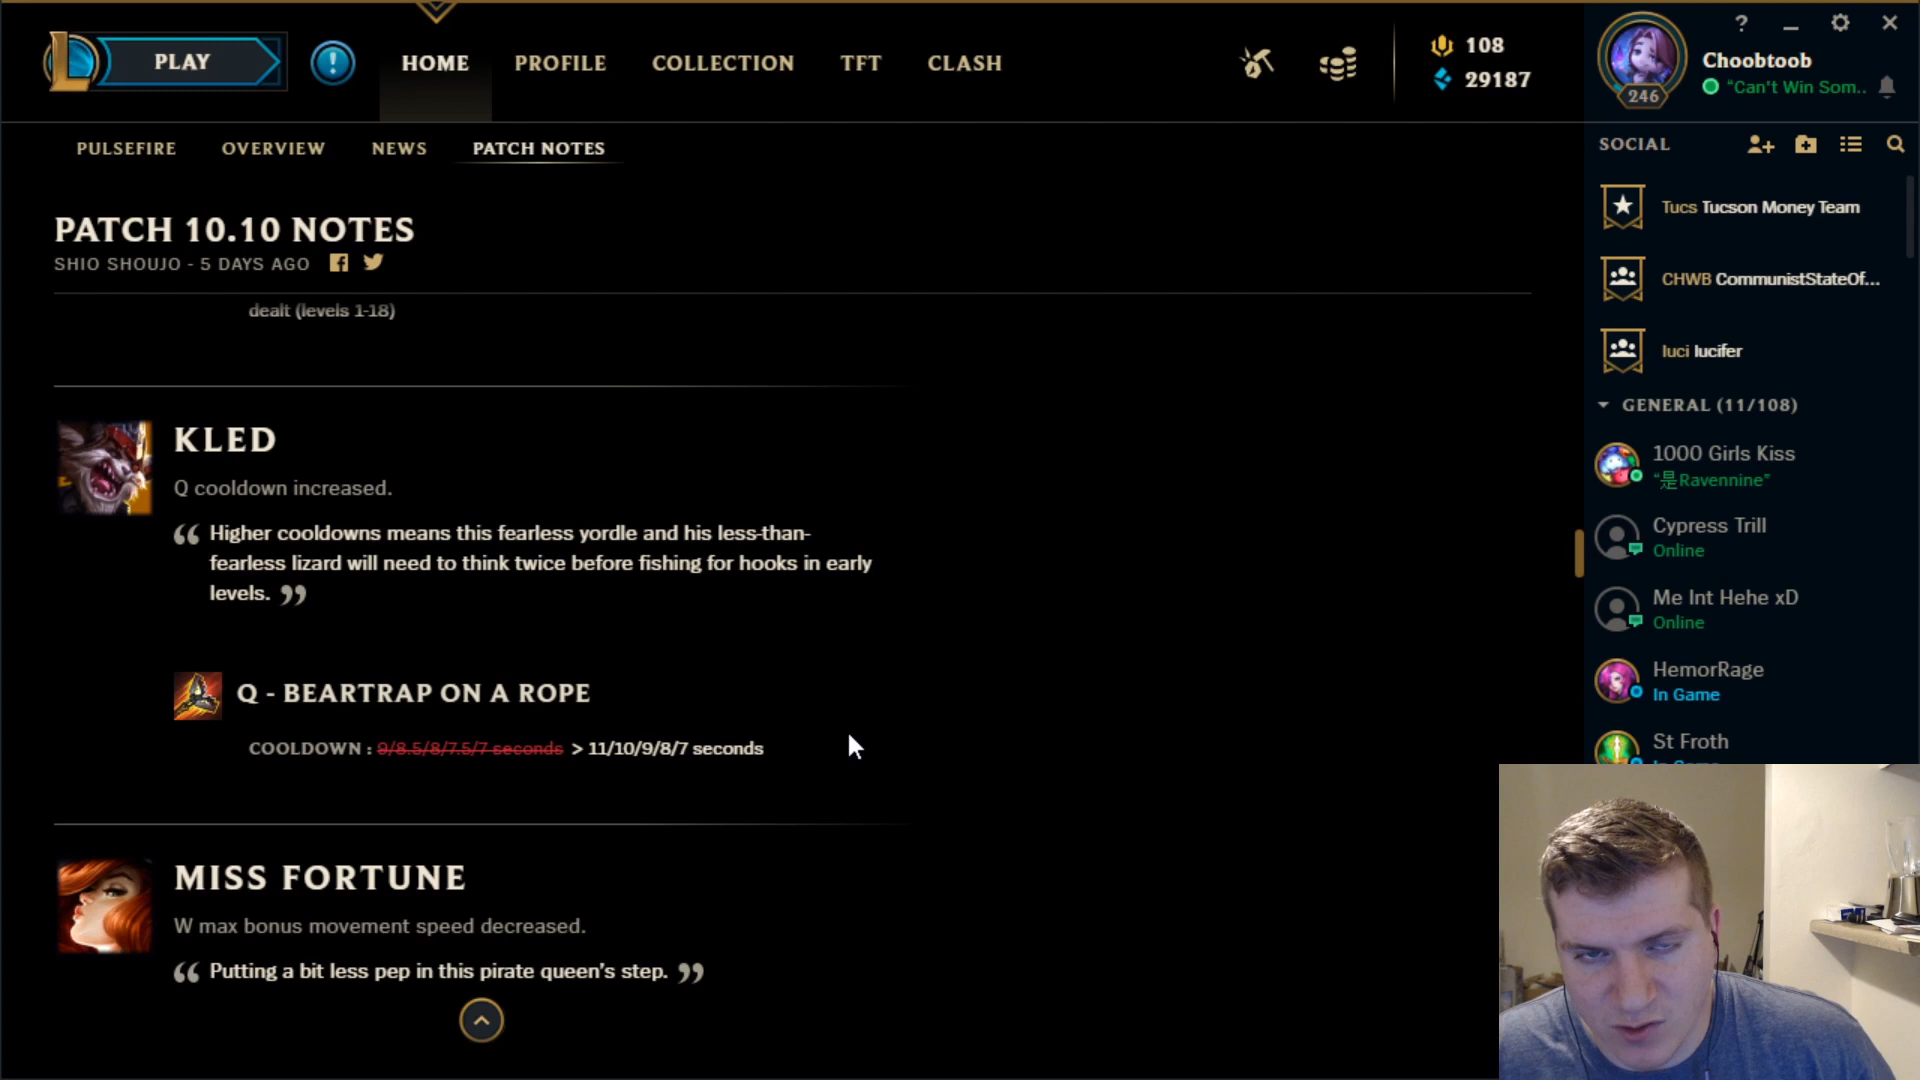 PLAY
HOME
PROFILE
COLLECTION
TFT
CLASH
108
29187
?
246
Choobtoob
"Can't Win Som..
PULSEFIRE
OVERVIEW
NEWS
PATCH NOTES
SOCIAL
PATCH 10.10 NOTES
SHIO SHOUJO - 5 DAYS AGO
dealt (levels 1-18)
KLED
Q cooldown increased.
“ Higher cooldowns means this fearless yordle and his less-than-
fearless lizard will need to think twice before fishing for hooks in early
levels. ”
Q - BEARTRAP ON A ROPE
COOLDOWN : 9/8.5/8/7.5/7 seconds > 11/10/9/8/7 seconds
MISS FORTUNE
W max bonus movement speed decreased.
“ Putting a bit less pep in this pirate queen's step. ”
Tucs Tucson Money Team
CHWB CommunistStateOf...
luci lucifer
GENERAL (11/108)
1000 Girls Kiss
"是Ravennine"
Cypress Trill
Online
Me Int Hehe xD
Online
HemorRage
In Game
St Froth